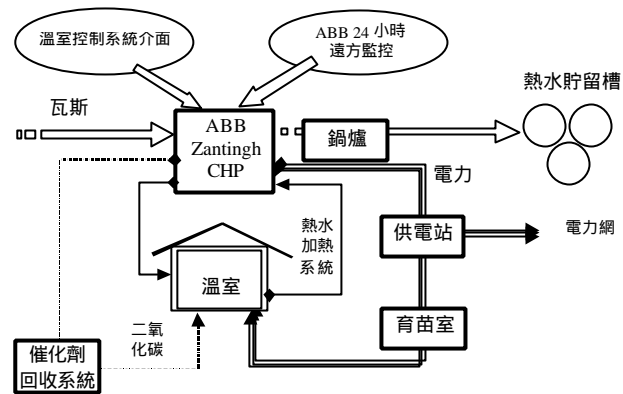 溫室控制系統介面
ABB 24 小時
遠方監控
瓦斯
ABB
Zantingh
CHP
鍋爐
熱水貯留槽
電力
熱水
加熱
系統
供電站
電力網
溫室
育苗室
二氧
化碳
催化劑
回收系統